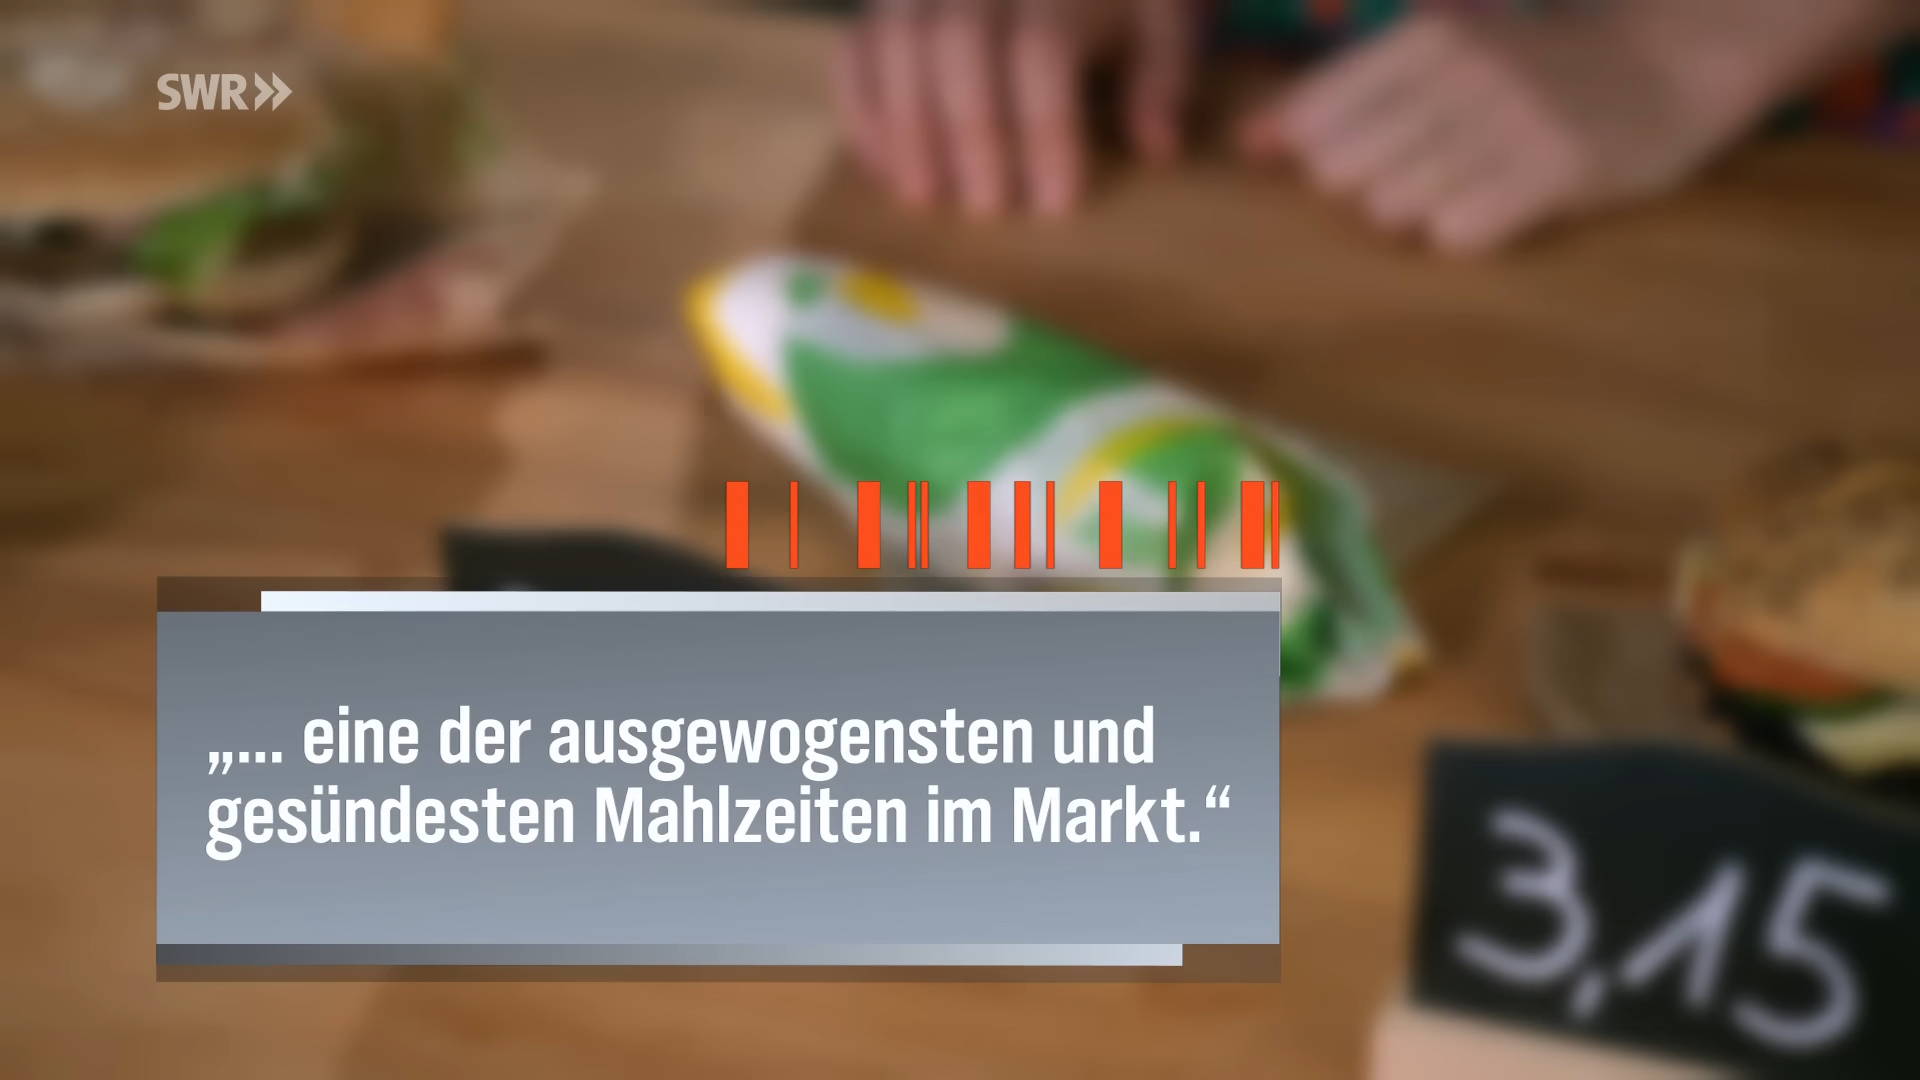 SWR
„... eine der ausgewogensten und
gesündesten Mahlzeiten im Markt.“
3,15